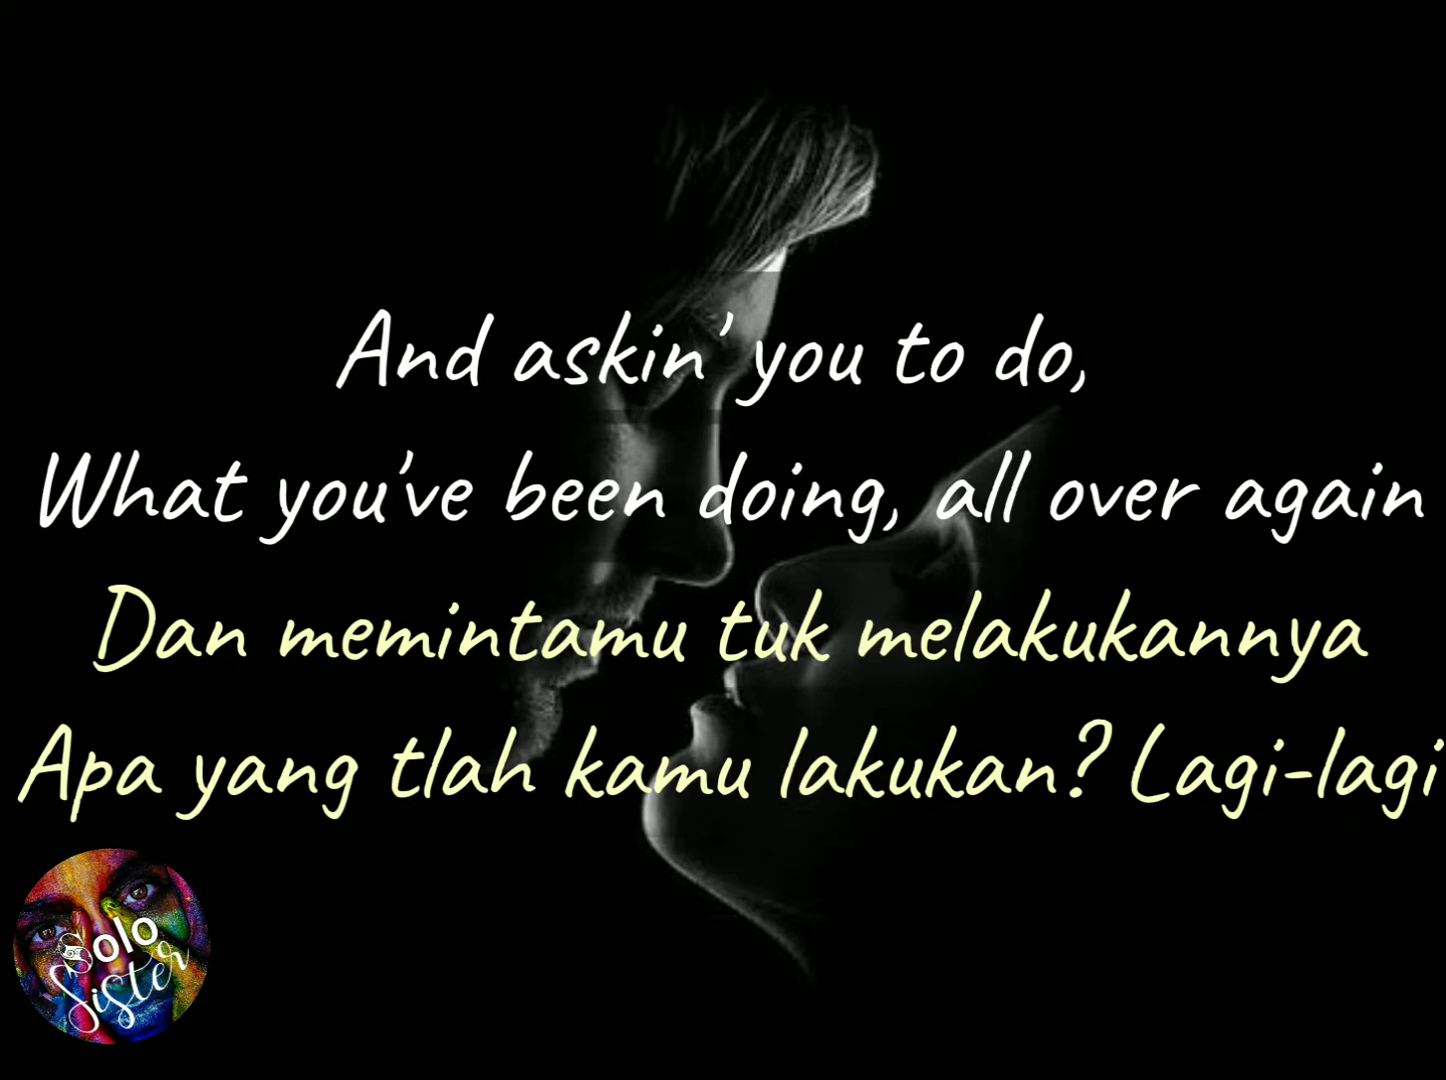 And askin' you to do,
What you've been doing, all over again
Dan memintamu tuk melakukannya
Apa yang tlah kamu lakukan? Lagi-lagi
Solo
Sister